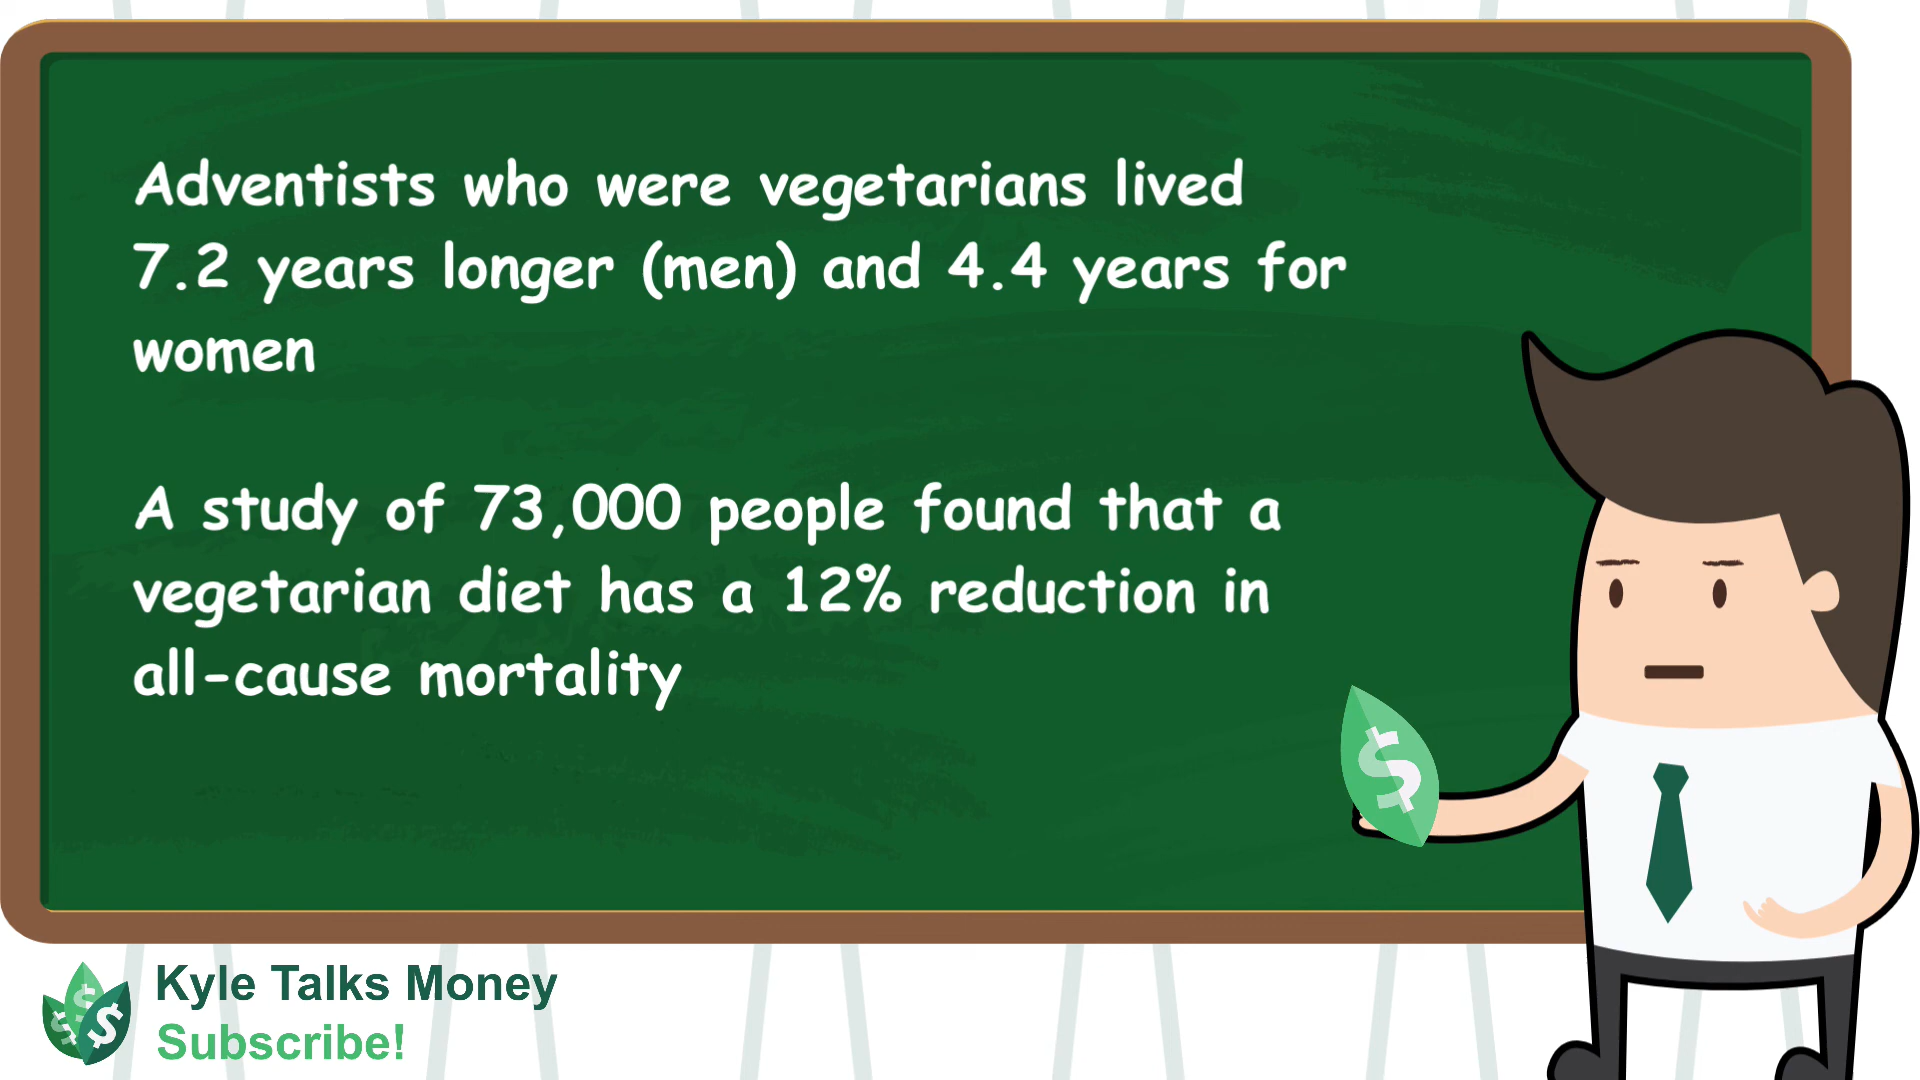 Adventists who were vegetarians lived
7.2 years longer (men) and 4.4 years for
women
A study of 73,000 people found that a
vegetarian diet has a 12% reduction in
all-cause mortality
$
$ $ $
Kyle Talks Money
Subscribe!